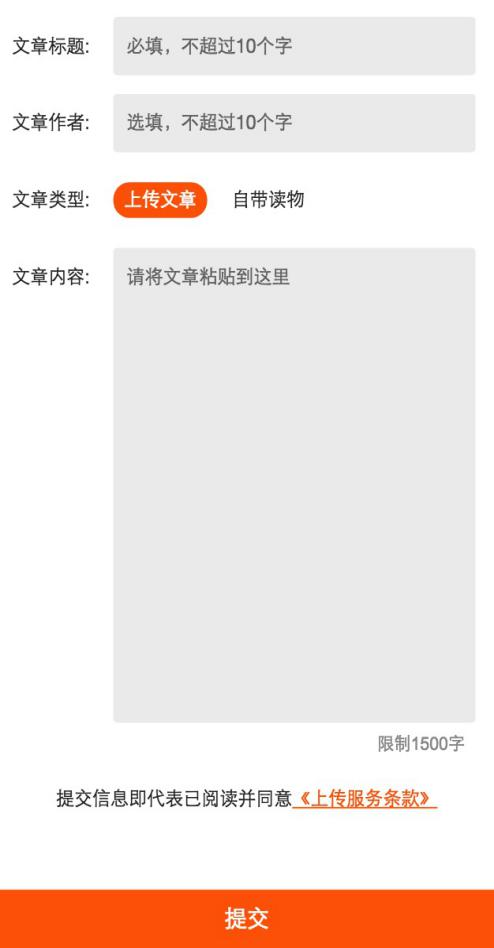 文章标题: 必填，不超过10个字
文章作者: 选填，不超过10个字
文章类型: 上传文章 自带读物
文章内容: 请将文章粘贴到这里
限制1500字
提交信息即代表已阅读并同意《上传服务条款》
提交